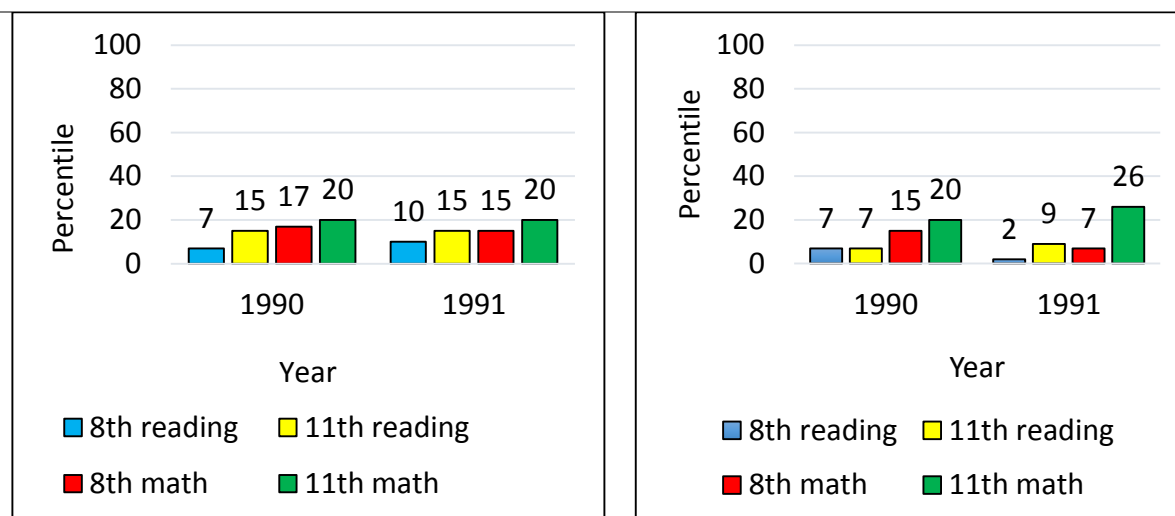 100
80
60
40
20
0
Percentile
7 15 17 20
10 15 15 20
1990 1991
Year
8th reading 11th reading
8th math 11th math
100
80
60
40
20
0
Percentile
7 7 15 20
2 9 7 26
1990 1991
Year
8th reading 11th reading
8th math 11th math